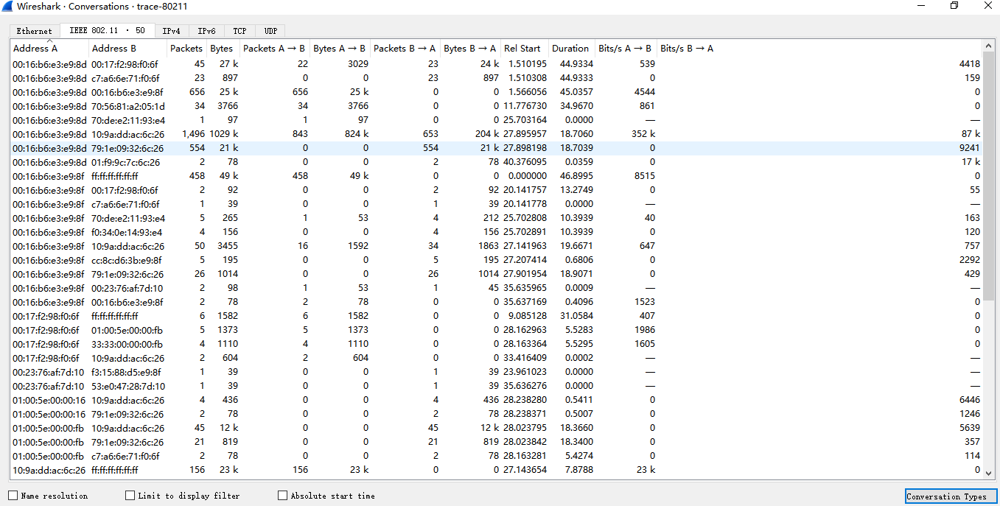 Wireshark · Conversations · trace-80211
Ethernet IEEE 802.11 · 50 IPv4 IPv6 TCP UDP
Address A Address B Packets Bytes Packets A → B Bytes A → B Packets B → A Bytes B → A Rel Start Duration Bits/s A → B Bits/s B → A
00:16:b6:e3:e9:8d 00:17:f2:98:f0:6f 45 27 k 22 3029 23 24 k 1.510195 44.9334 539 4418
00:16:b6:e3:e9:8d c7:a6:6e:71:f0:6f 23 897 0 0 23 897 1.510308 44.9333 0 159
00:16:b6:e3:e9:8d 00:16:b6:e3:e9:8f 656 25 k 656 25 k 0 0 1.566056 45.0357 4544 0
00:16:b6:e3:e9:8d 70:56:81:a2:05:1d 34 3766 34 3766 0 0 11.776730 34.9670 861 0
00:16:b6:e3:e9:8d 70:de:e2:11:93:e4 1 97 1 97 0 0 25.703164 0.0000 — —
00:16:b6:e3:e9:8d 10:9a:dd:ac:6c:26 1,496 1029 k 843 824 k 653 204 k 27.895957 18.7060 352 k 87 k
00:16:b6:e3:e9:8d 79:1e:09:32:6c:26 554 21 k 0 0 554 21 k 27.898198 18.7039 0 9241
00:16:b6:e3:e9:8d 01:f9:9c:7c:6c:26 2 78 0 0 2 78 40.376095 0.0359 0 17 k
00:16:b6:e3:e9:8f ff:ff:ff:ff:ff:ff 458 49 k 458 49 k 0 0 0.000000 46.8995 8515 0
00:16:b6:e3:e9:8f 00:17:f2:98:f0:6f 2 92 0 0 2 92 20.141757 13.2749 0 55
00:16:b6:e3:e9:8f c7:a6:6e:71:f0:6f 1 39 0 0 1 39 20.141778 0.0000 — —
00:16:b6:e3:e9:8f 70:de:e2:11:93:e4 5 265 1 53 4 212 25.702808 10.3939 40 163
00:16:b6:e3:e9:8f f0:34:0e:14:93:e4 4 156 0 0 4 156 25.702891 10.3939 0 120
00:16:b6:e3:e9:8f 10:9a:dd:ac:6c:26 50 3455 16 1592 34 1863 27.141963 19.6671 647 757
00:16:b6:e3:e9:8f cc:8c:d6:3b:e9:8f 5 195 0 0 5 195 27.207414 0.6806 0 2292
00:16:b6:e3:e9:8f 79:1e:09:32:6c:26 26 1014 0 0 26 1014 27.901954 18.9071 0 429
00:16:b6:e3:e9:8f 00:23:76:af:7d:10 2 98 1 53 1 45 35.635965 0.0009 — —
00:16:b6:e3:e9:8f 00:16:b6:e3:e9:8f 2 78 2 78 0 0 35.637169 0.4096 1523 0
00:17:f2:98:f0:6f ff:ff:ff:ff:ff:ff 6 1582 6 1582 0 0 9.085128 31.0584 407 0
00:17:f2:98:f0:6f 01:00:5e:00:00:fb 5 1373 5 1373 0 0 28.162963 5.5283 1986 0
00:17:f2:98:f0:6f 33:33:00:00:00:fb 4 1110 4 1110 0 0 28.163364 5.5295 1605 0
00:17:f2:98:f0:6f 10:9a:dd:ac:6c:26 2 604 2 604 0 0 33.416409 0.0002 — —
00:23:76:af:7d:10 f3:15:88:d5:e9:8f 1 39 0 0 1 39 23.961023 0.0000 — —
00:23:76:af:7d:10 53:e0:47:28:7d:10 1 39 0 0 1 39 35.636276 0.0000 — —
01:00:5e:00:00:16 10:9a:dd:ac:6c:26 4 436 0 0 4 436 28.238280 0.5411 0 6446
01:00:5e:00:00:16 79:1e:09:32:6c:26 2 78 0 0 2 78 28.238371 0.5007 0 1246
01:00:5e:00:00:fb 10:9a:dd:ac:6c:26 45 12 k 0 0 45 12 k 28.023795 18.3660 0 5639
01:00:5e:00:00:fb 79:1e:09:32:6c:26 21 819 0 0 21 819 28.023842 18.3400 0 357
01:00:5e:00:00:fb c7:a6:6e:71:f0:6f 2 78 0 0 2 78 28.163281 5.4274 0 114
10:9a:dd:ac:6c:26 ff:ff:ff:ff:ff:ff 156 23 k 156 23 k 0 0 27.143654 7.8788 23 k 0
Name resolution Limit to display filter Absolute start time Conversation Types